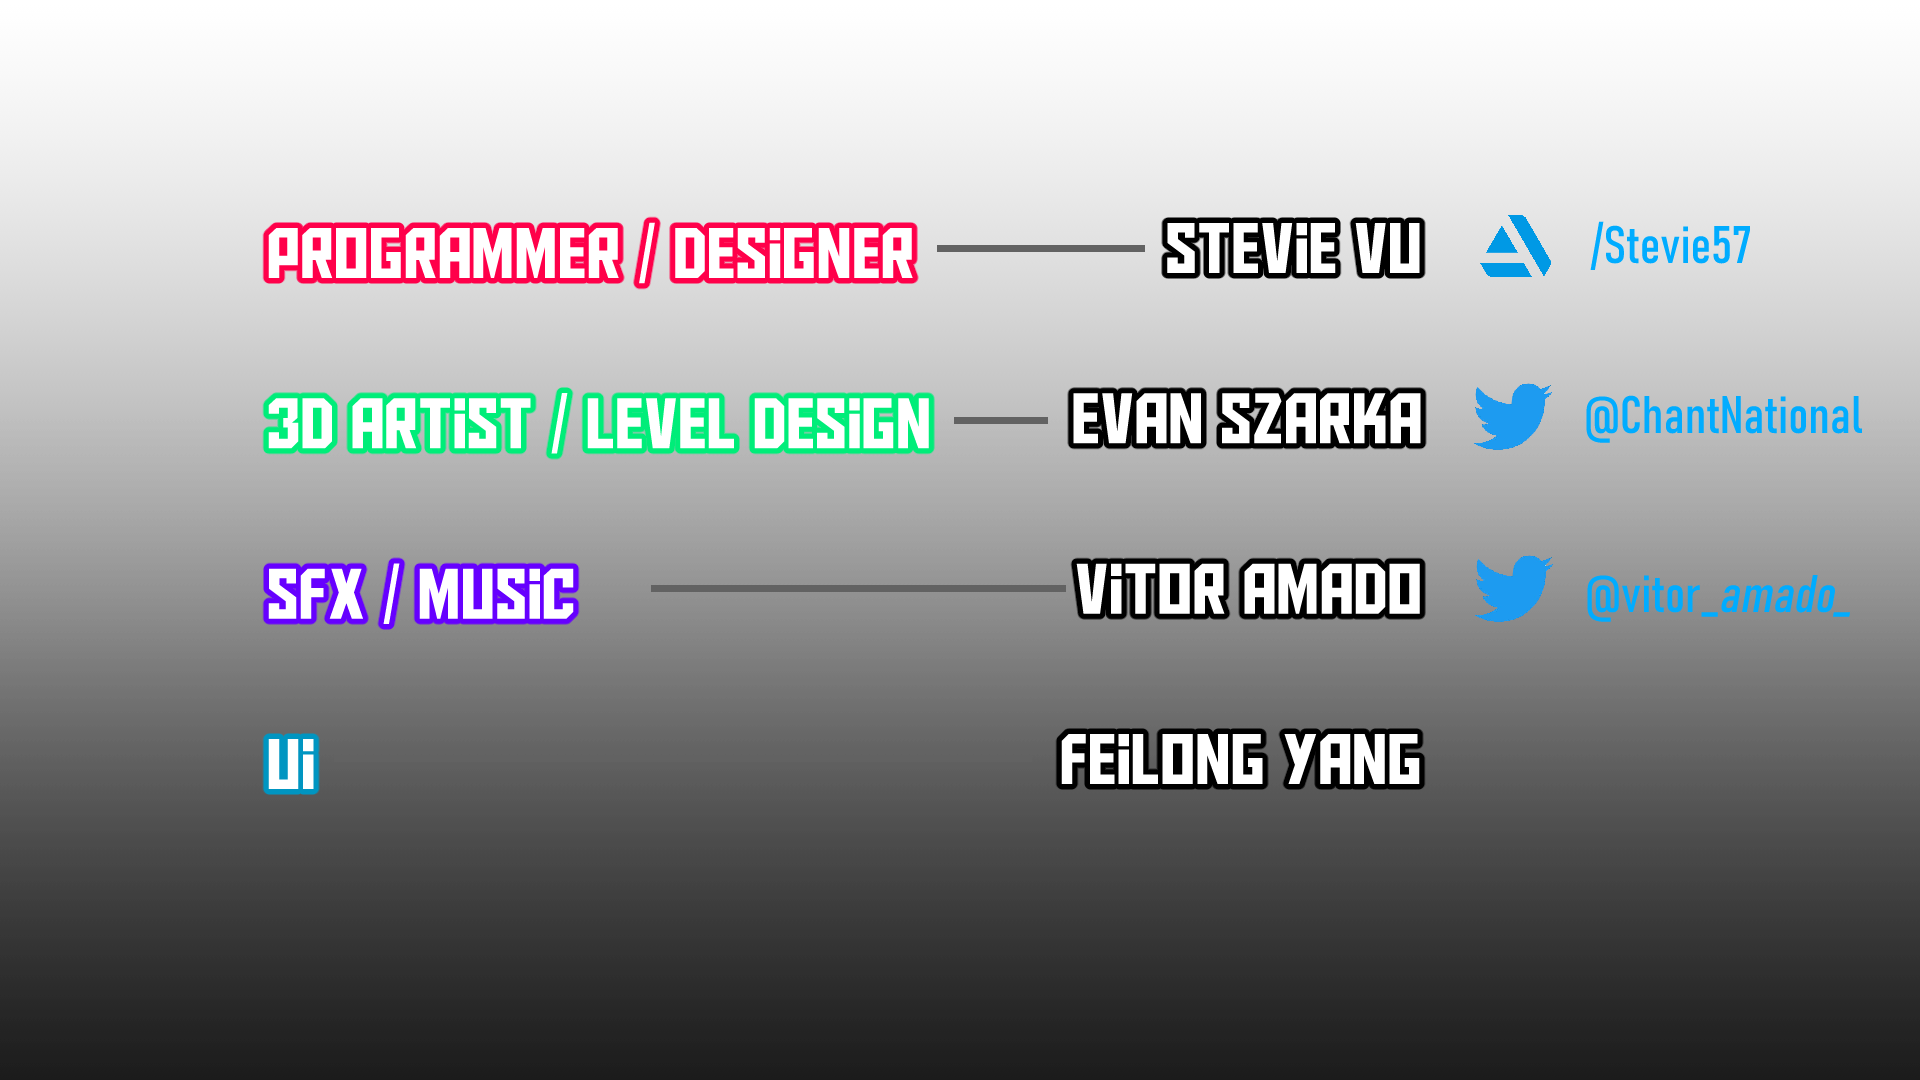 PROGRAMMER / DESiGNER STEViE VU /Stevie57
3D ARTiST / LEVEL DESiGN EVAN SZARKA @ChantNational
SFX / MUSiC ViTOR AMADO @vitor_amado_
Ui FEiLONG YANG